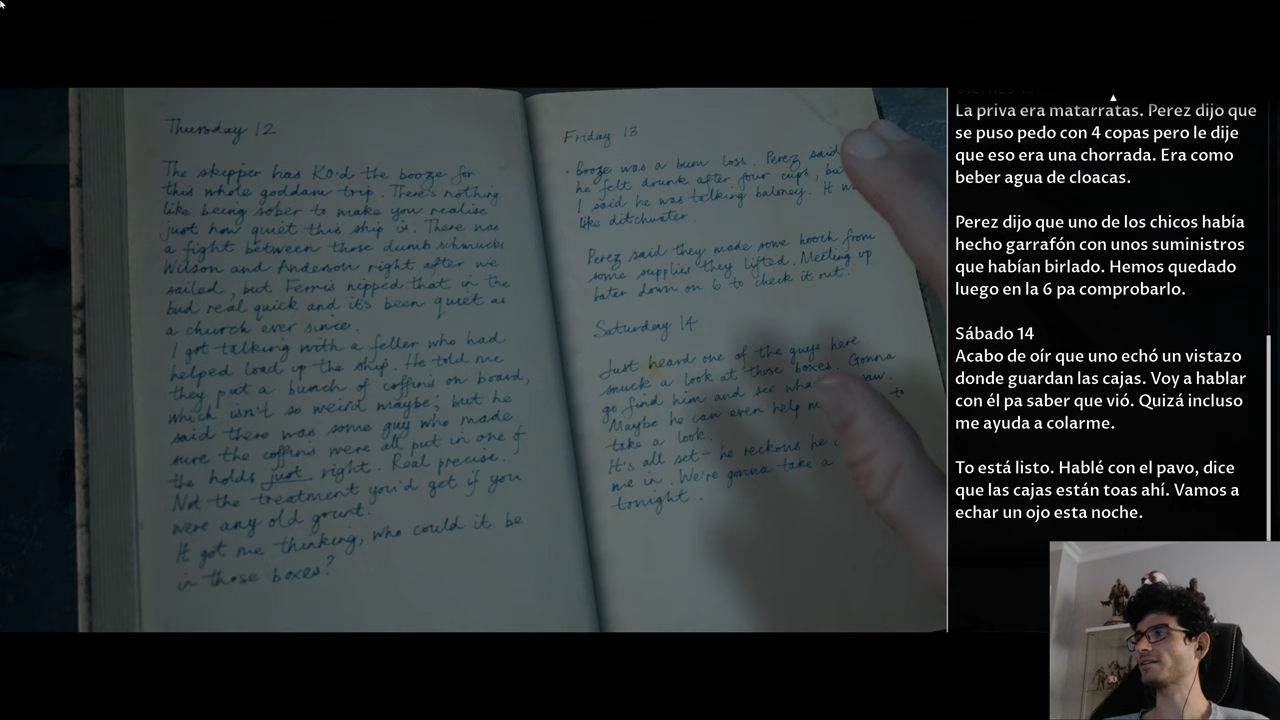 Thursday 12
The skepper has KO'd the booze for
this whole goddam trip. There's nothing
like being sober to make you realise
just how quiet this ship is. There was
a fight between those dumb schmucks
Wilson and Anderson right after we
sailed, but Ferris nipped that in the
bud real quick and it's been quiet as
a church ever since.
I got talking with a feller who had
helped load up the ship. He told me
they put a bunch of coffins on board,
which isn't so weird maybe; but he
said there was some guy who made
sure the coffins were all put in one of
the holds just right. Real precise.
Not the treatment you'd get if you
were any old grunt.
It got me thinking, who could it be
in those boxes?
Friday 13
Booze was a bum loss. Perez said
he felt drunk after four cups, but
I said he was talking baloney. It
like ditchwater.
Perez said they made some hooch from
some supplies they lifted. Meeting up
later down on 6 to check it out.
Saturday 14
Just heard one of the guys here
snuck a look at those boxes. Gonna
go find him and see saw.
Maybe he can even help to
take a look.
It's all set - he reckons he
me in. We're gonna take a
tonight.
Viernes 13
La priva era matarratas. Perez dijo que
se puso pedo con 4 copas pero le dije
que eso era una chorrada. Era como
beber agua de cloacas.
Perez dijo que uno de los chicos había
hecho garrafón con unos suministros
que habían birlado. Hemos quedado
luego en la 6 pa comprobarlo.
Sábado 14
Acabo de oír que uno echó un vistazo
donde guardan las cajas. Voy a hablar
con él pa saber que vió. Quizá incluso
me ayuda a colarme.
To está listo. Hablé con el pavo, dice
que las cajas están toas ahí. Vamos a
echar un ojo esta noche.